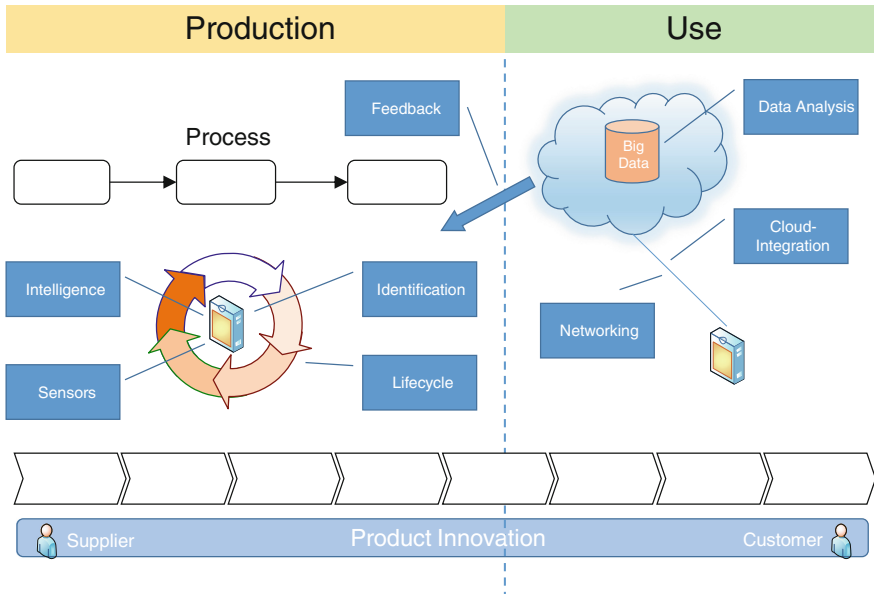 Production
Use
Feedback
Data Analysis
Process
Big
Data
Cloud-
Integration
Intelligence
Identification
Networking
Sensors
Lifecycle
Supplier
Product Innovation
Customer